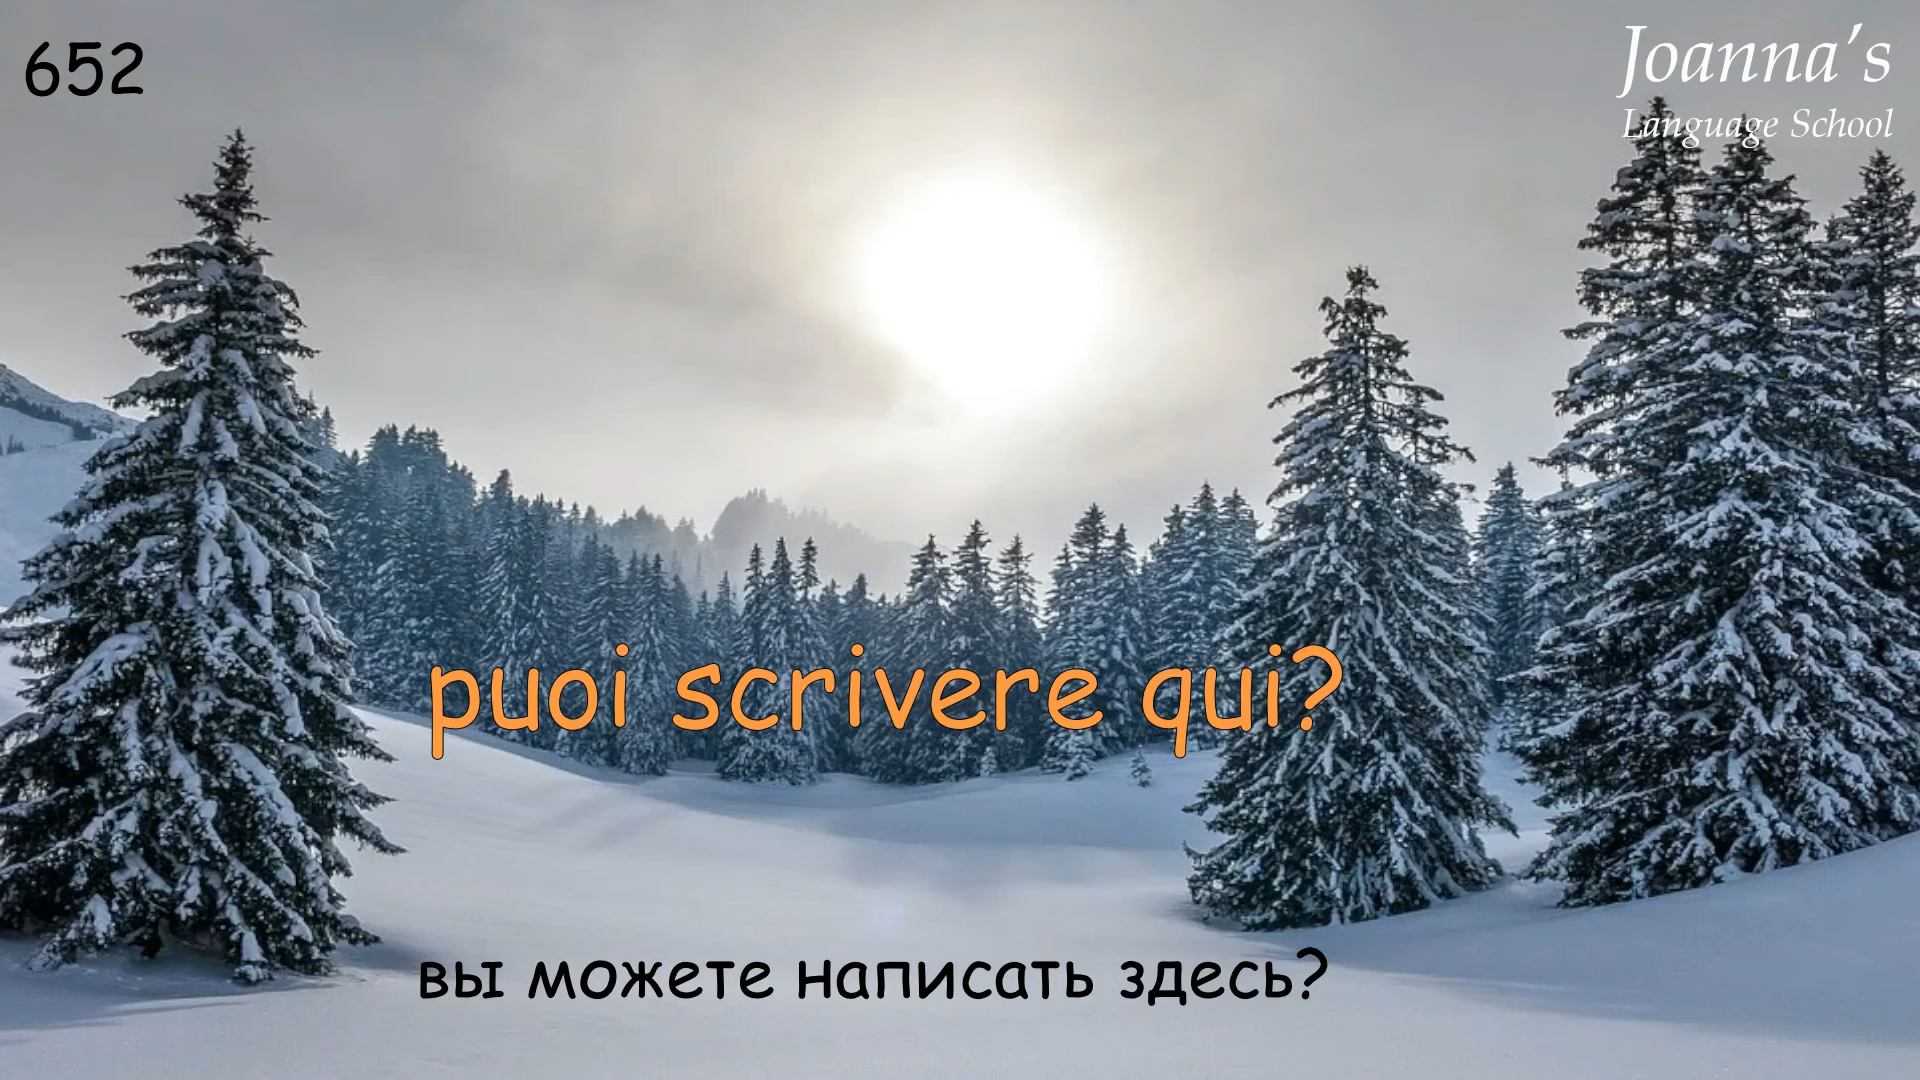 652
Joanna's
Language School
puoi scrivere qui?
вы можете написать здесь?